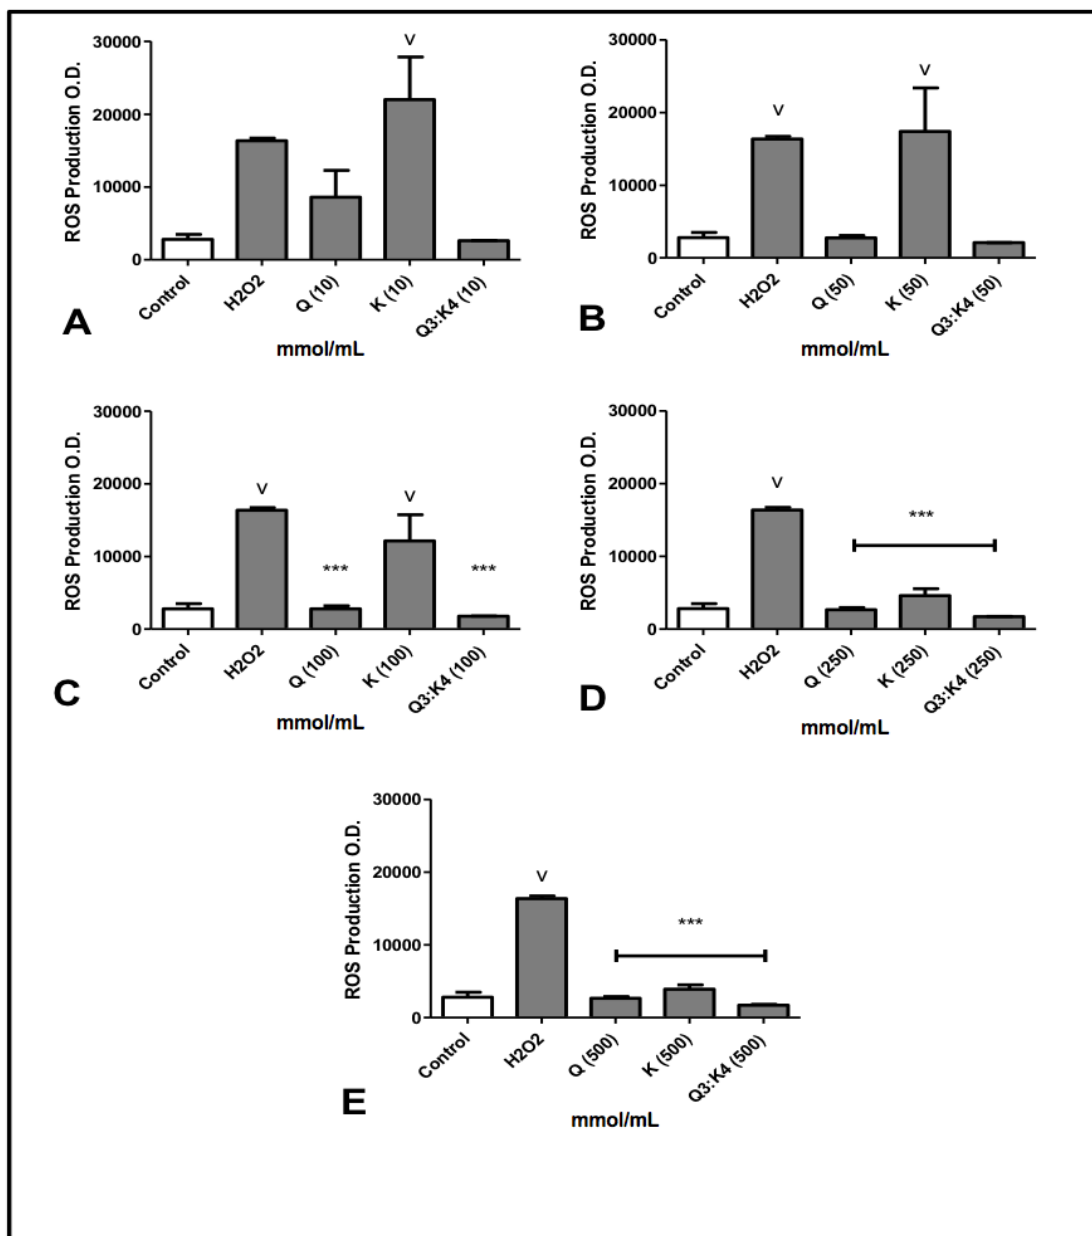 ROS Production O.D.
30000
20000
10000
0
V
Control
H2O2
Q (10)
K (10)
Q3:K4 (10)
A
mmol/mL
ROS Production O.D.
30000
20000
10000
0
V
V
Control
H2O2
Q (50)
K (50)
Q3:K4 (50)
B
mmol/mL
ROS Production O.D.
30000
20000
10000
0
V
V
***
***
Control
H2O2
Q (100)
K (100)
Q3:K4 (100)
C
mmol/mL
ROS Production O.D.
30000
20000
10000
0
V
***
Control
H2O2
Q (250)
K (250)
Q3:K4 (250)
D
mmol/mL
ROS Production O.D.
30000
20000
10000
0
V
***
Control
H2O2
Q (500)
K (500)
Q3:K4 (500)
E
mmol/mL